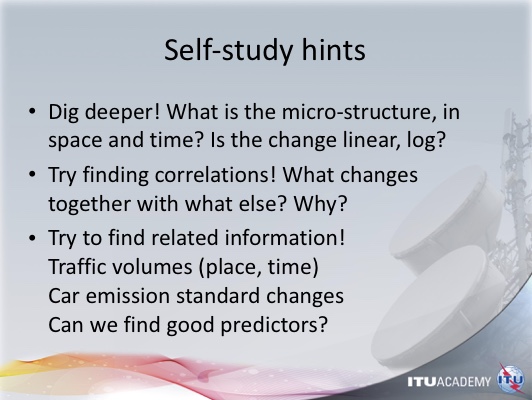 Self-study hints
• Dig deeper! What is the micro-structure, in
space and time? Is the change linear, log?
• Try finding correlations! What changes
together with what else? Why?
• Try to find related information!
Traffic volumes (place, time)
Car emission standard changes
Can we find good predictors?
ITUACADEMY ITU